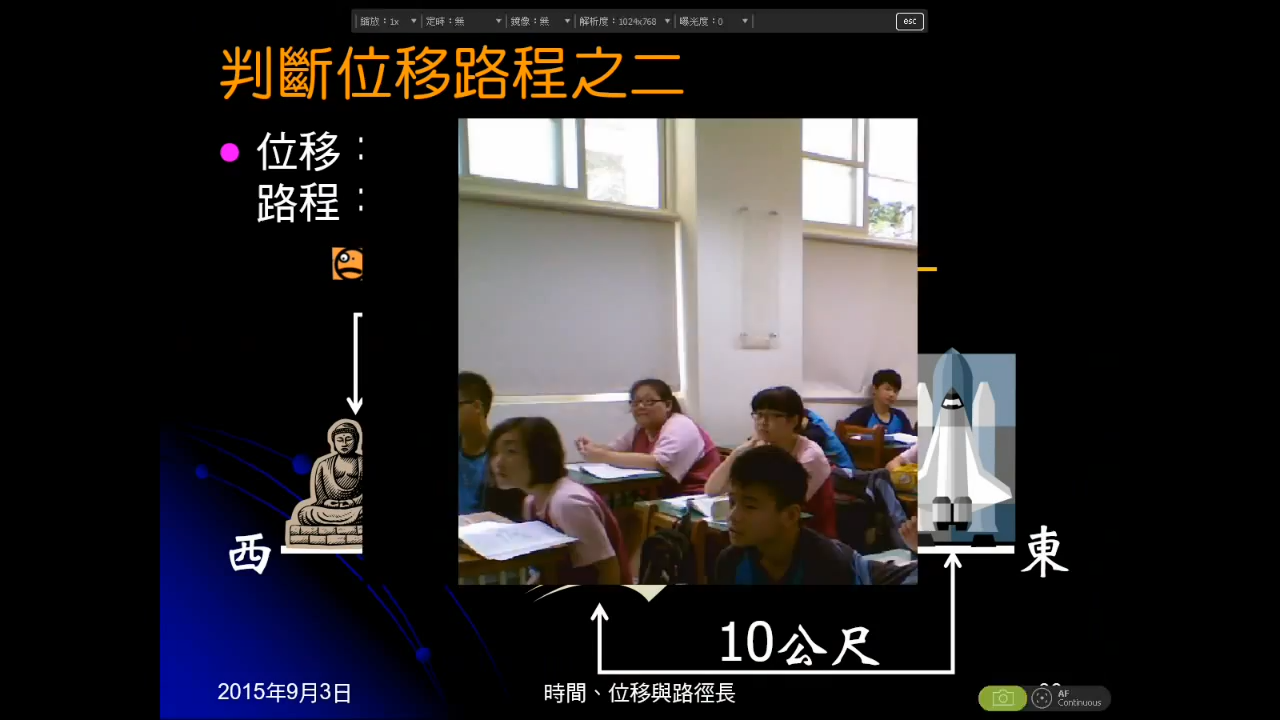 縮放：1x 定時：無 鏡像：無 解析度：1024x768 曝光度：0 esc
判斷位移路程之二
位移：
路程：
西
東
10公尺
2015年9月3日 時間、位移與路徑長
AF
Continuous